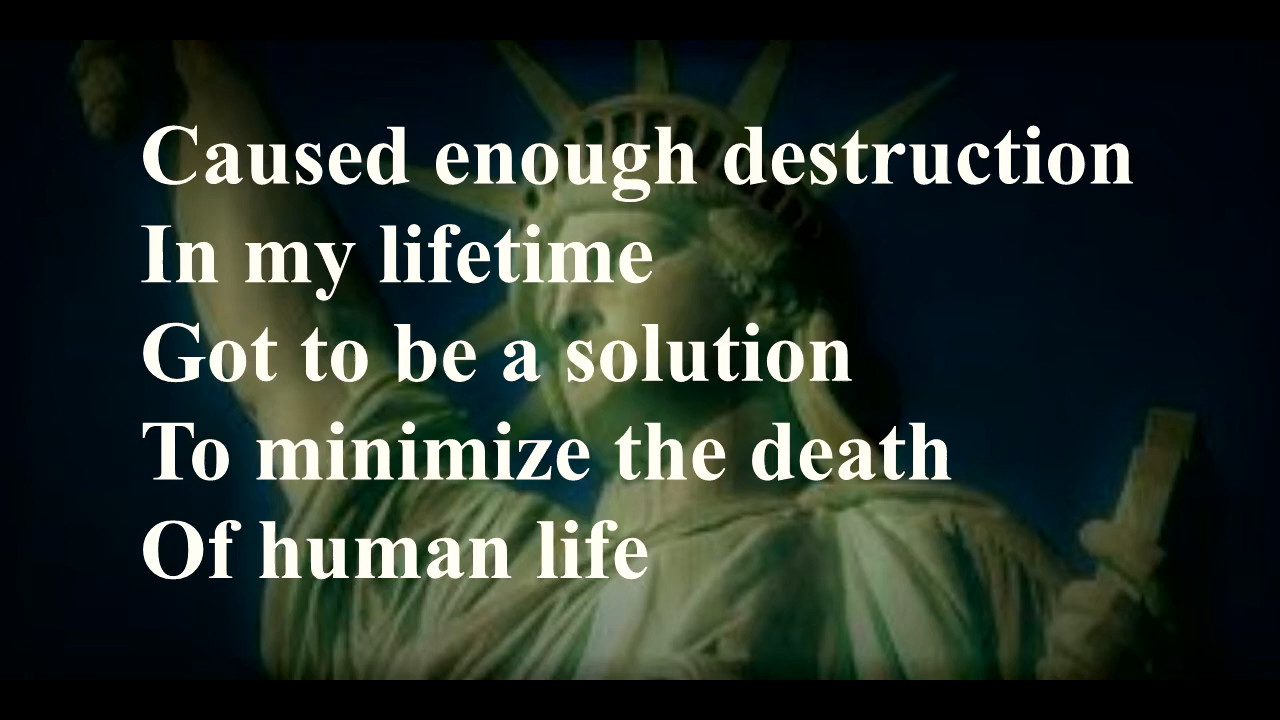 Caused enough destruction
In my lifetime
Got to be a solution
To minimize the death
Of human life